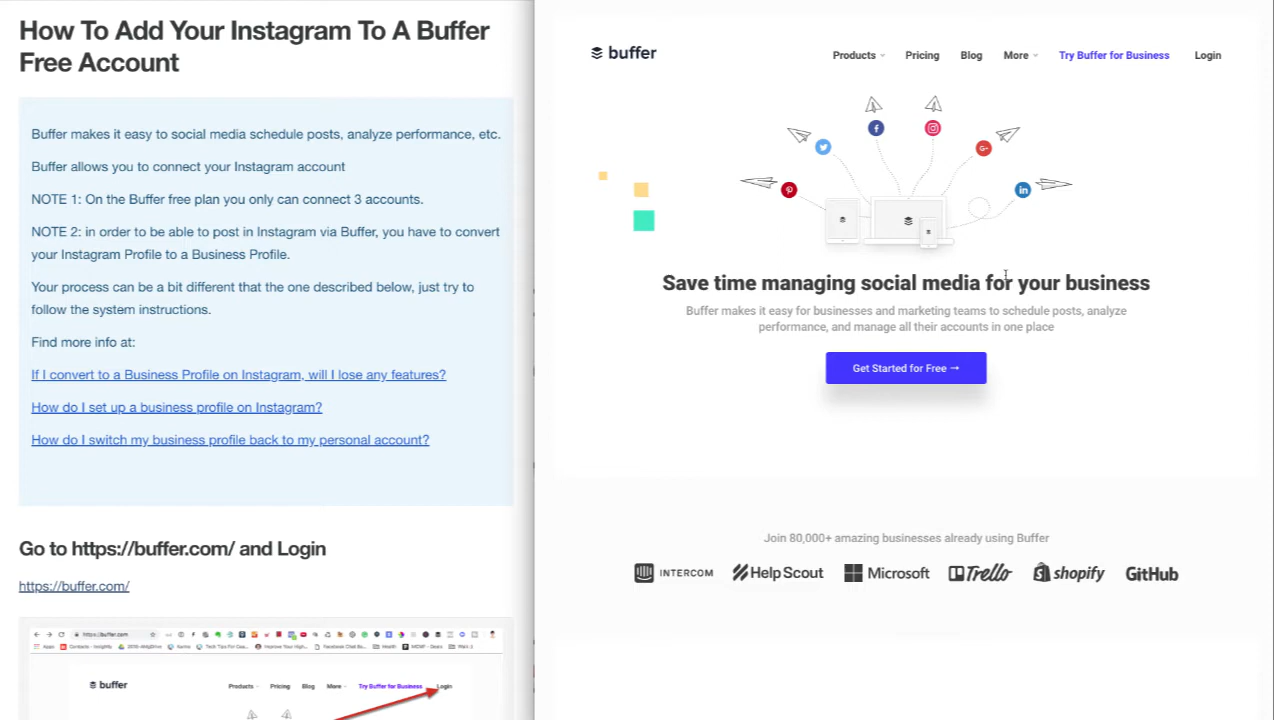 How To Add Your Instagram To A Buffer
Free Account
Buffer makes it easy to social media schedule posts, analyze performance, etc.
Buffer allows you to connect your Instagram account
NOTE 1: On the Buffer free plan you only can connect 3 accounts.
NOTE 2: in order to be able to post in Instagram via Buffer, you have to convert
your Instagram Profile to a Business Profile.
Your process can be a bit different that the one described below, just try to
follow the system instructions.
Find more info at:
If I convert to a Business Profile on Instagram, will I lose any features?
How do I set up a business profile on Instagram?
How do I switch my business profile back to my personal account?
Go to https://buffer.com/ and Login
https://buffer.com/
https://buffer.com
Apps
buffer
Products Pricing Blog More Try Buffer for Business Login
buffer
Products Pricing Blog More Try Buffer for Business Login
Save time managing social media for your business
Buffer makes it easy for businesses and marketing teams to schedule posts, analyze
performance, and manage all their accounts in one place
Get Started for Free →
Join 80,000+ amazing businesses already using Buffer
INTERCOM HelpScout Microsoft Trello shopify GitHub